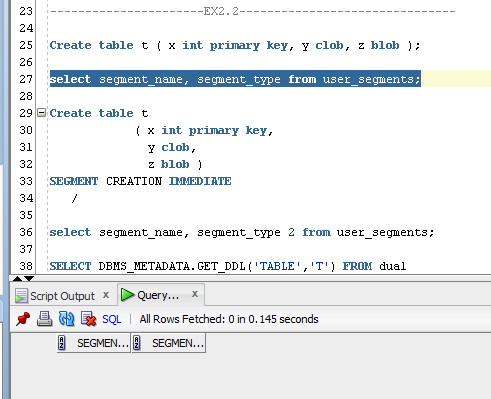 23 ----------------------EX2.2-------------------------------
24
25 Create table t ( x int primary key, y clob, z blob );
26
27 select segment_name, segment_type from user_segments;
28
29 Create table t
30 ( x int primary key,
31 y clob,
32 z blob )
33 SEGMENT CREATION IMMEDIATE
34 /
35
36 select segment_name, segment_type 2 from user_segments;
37
38 SELECT DBMS_METADATA.GET_DDL('TABLE','T') FROM dual
Script Output x Query... x
SQL | All Rows Fetched: 0 in 0.145 seconds
SEGMEN... SEGMEN...